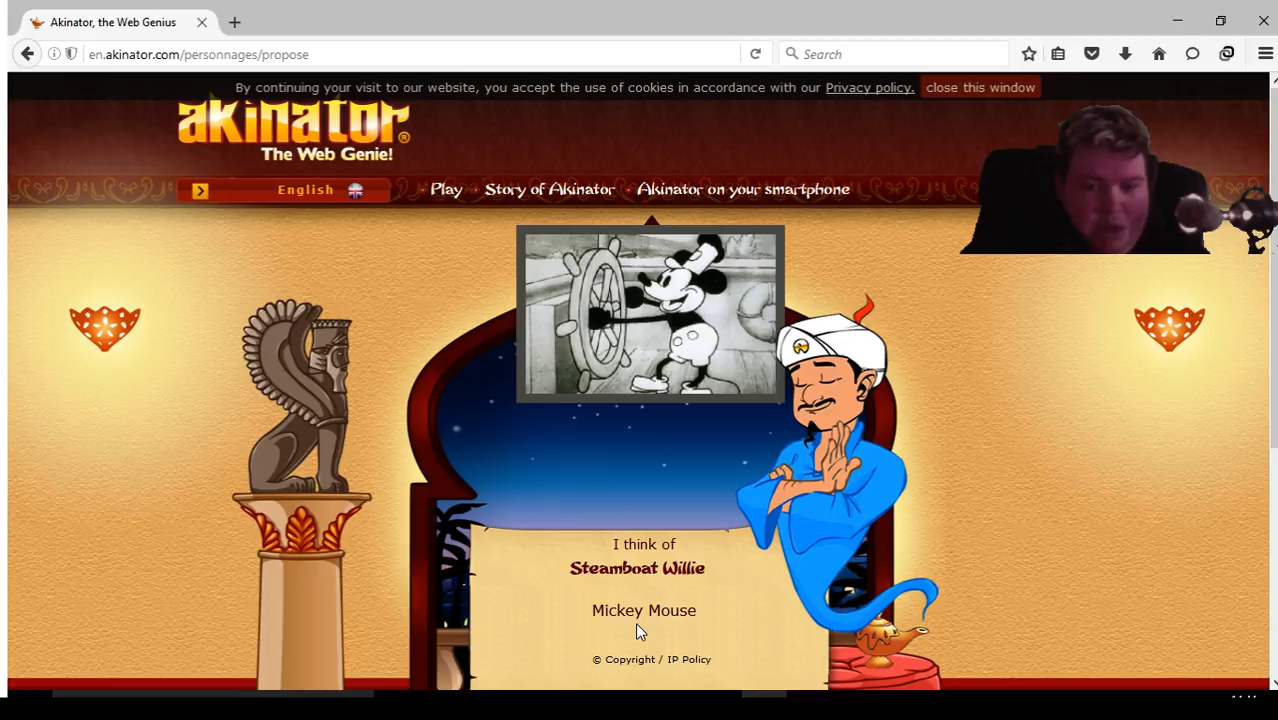 Akinator, the Web Genius
en.akinator.com/personnages/propose
Search
By continuing your visit to our website, you accept the use of cookies in accordance with our Privacy policy. close this window
akinator®
The Web Genie!
English
Play
Story of Akinator
Akinator on your smartphone
I think of
Steamboat Willie
Mickey Mouse
© Copyright / IP Policy